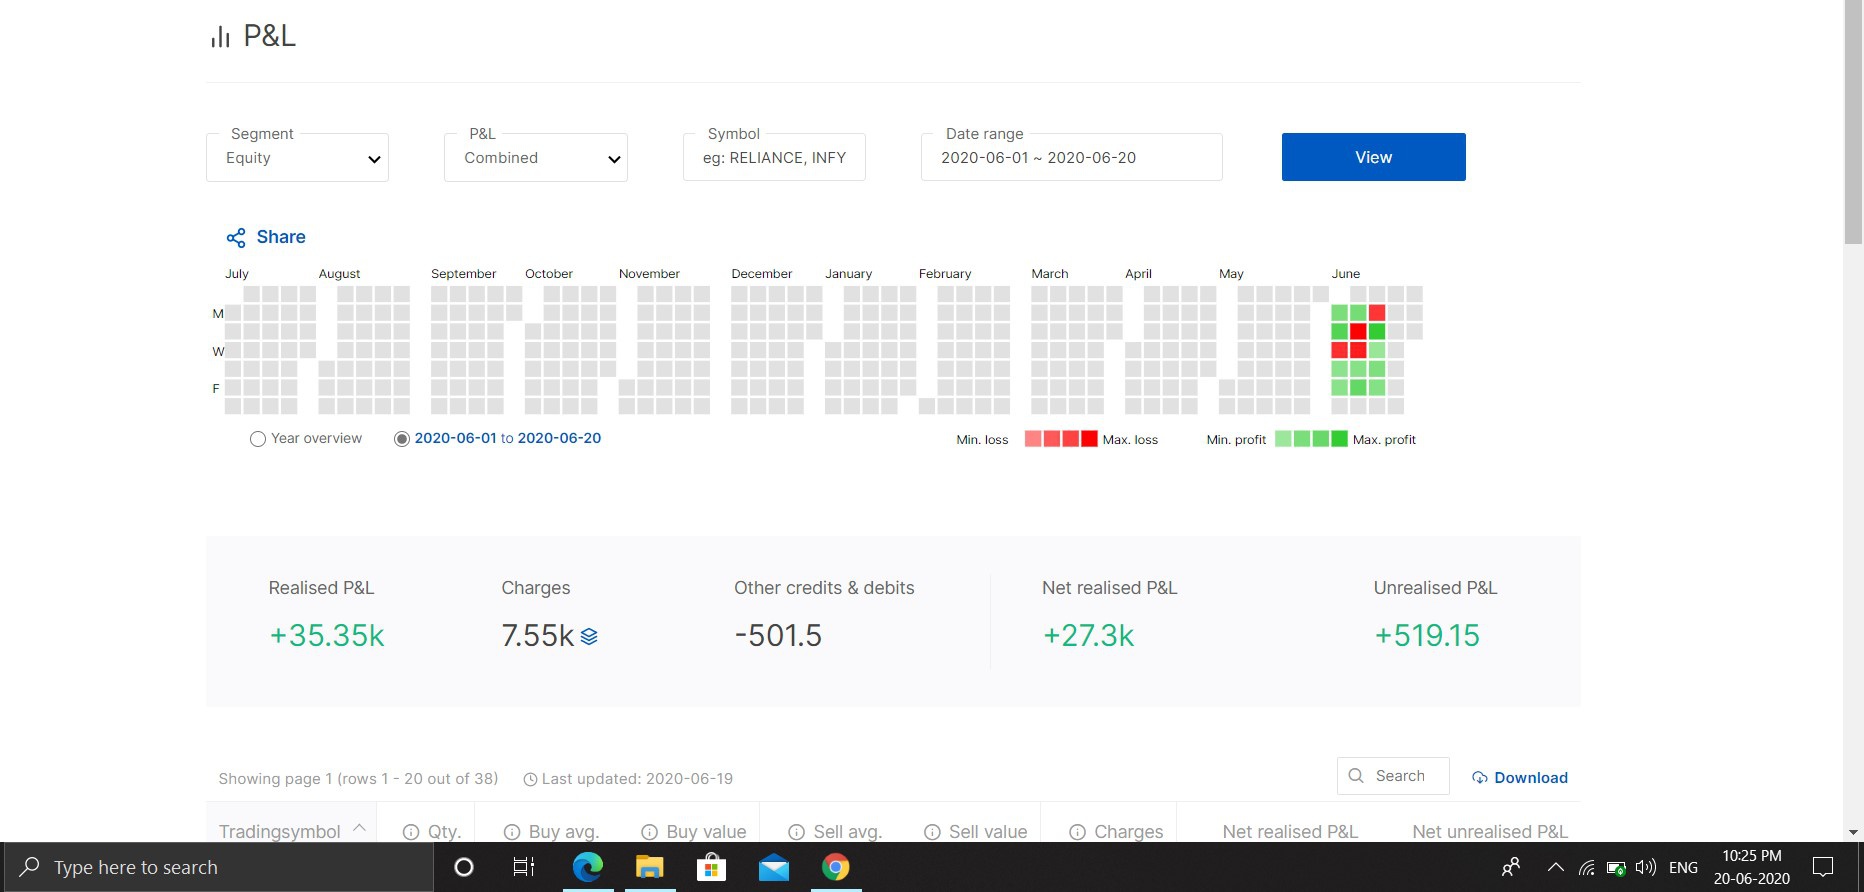 P&L
Segment
Equity
P&L
Combined
Symbol
eg: RELIANCE, INFY
Date range
2020-06-01 ~ 2020-06-20
View
Share
July August September October November December January February March April May June
M
W
F
Year overview 2020-06-01 to 2020-06-20 Min. loss Max. loss Min. profit Max. profit
Realised P&L Charges Other credits & debits Net realised P&L Unrealised P&L
+35.35k 7.55k -501.5 +27.3k +519.15
Showing page 1 (rows 1 - 20 out of 38) Last updated: 2020-06-19 Search Download
Tradingsymbol Qty. Buy avg. Buy value Sell avg. Sell value Charges Net realised P&L Net unrealised P&L
Type here to search ENG 10:25 PM
20-06-2020